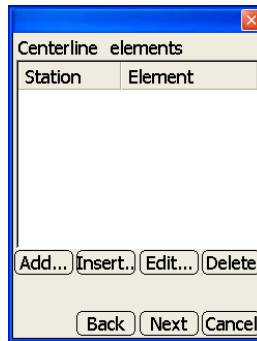 Centerline elements
Station Element
Add... Insert.. Edit... Delete
Back Next Cancel